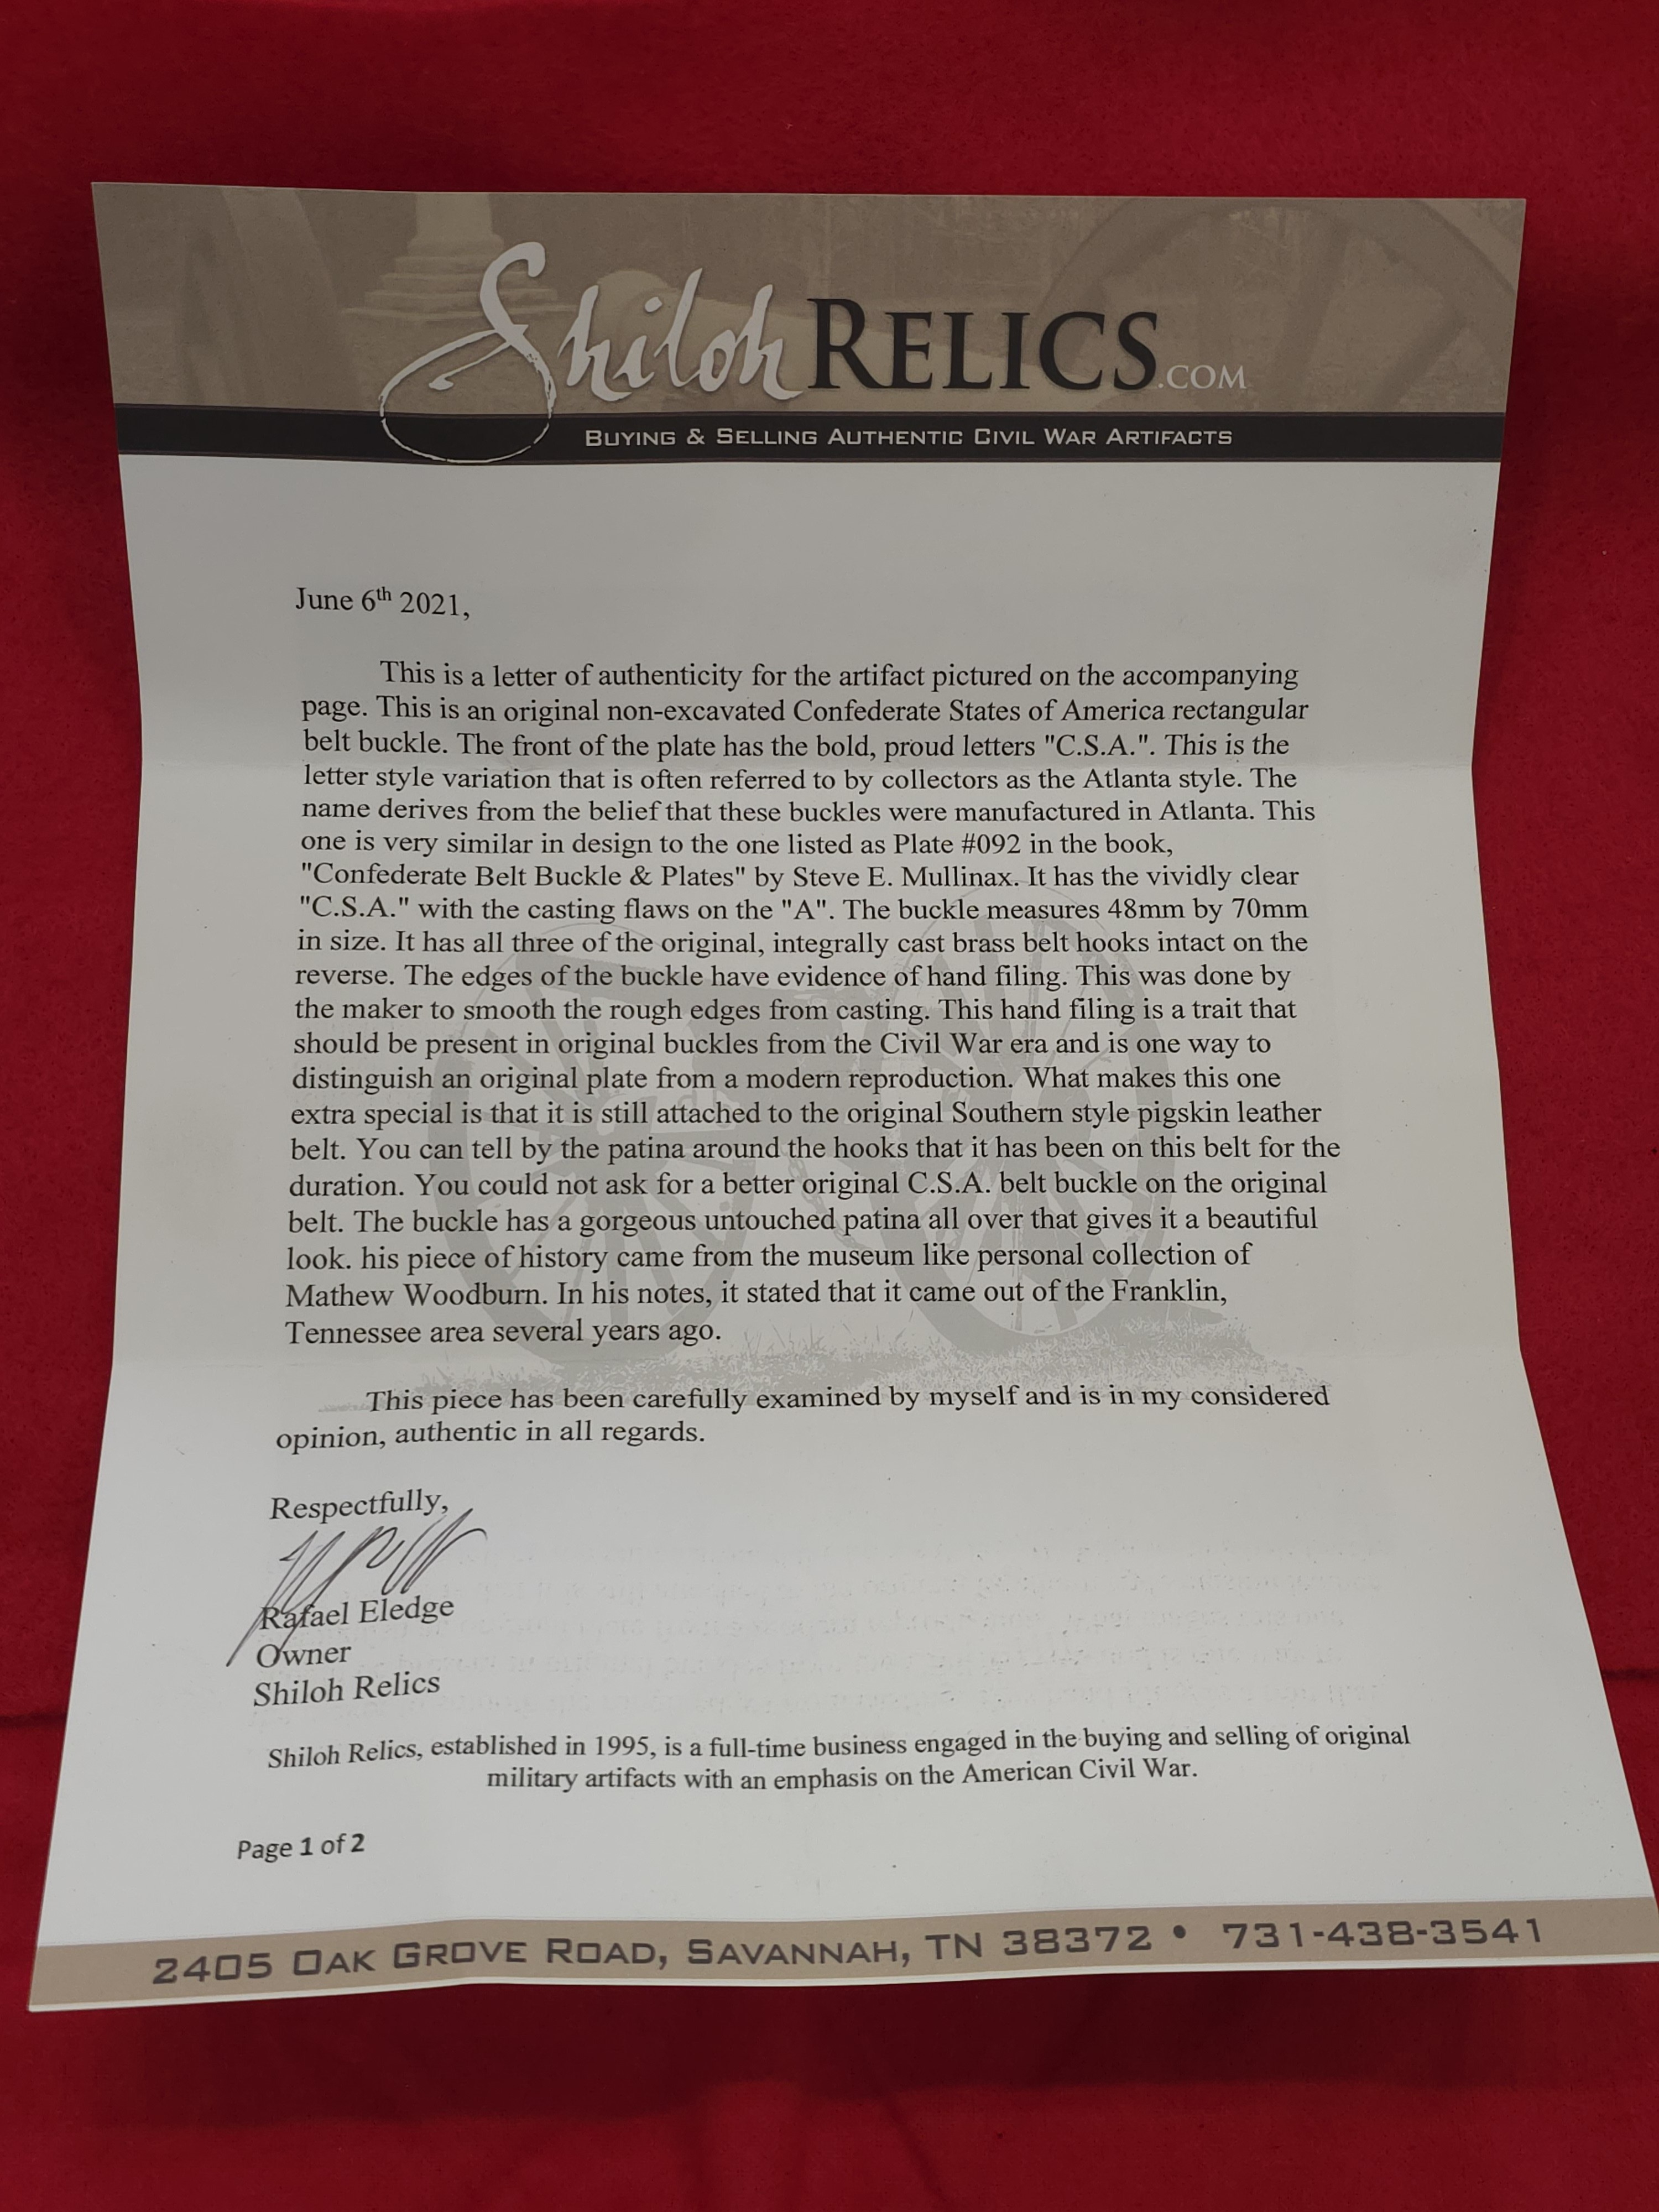 Shiloh RELICS.COM
BUYING & SELLING AUTHENTIC CIVIL WAR ARTIFACTS
June 6th 2021,
This is a letter of authenticity for the artifact pictured on the accompanying
page. This is an original non-excavated Confederate States of America rectangular
belt buckle. The front of the plate has the bold, proud letters "C.S.A.". This is the
letter style variation that is often referred to by collectors as the Atlanta style. The
name derives from the belief that these buckles were manufactured in Atlanta. This
one is very similar in design to the one listed as Plate #092 in the book,
"Confederate Belt Buckle & Plates" by Steve E. Mullinax. It has the vividly clear
"C.S.A." with the casting flaws on the "A". The buckle measures 48mm by 70mm
in size. It has all three of the original, integrally cast brass belt hooks intact on the
reverse. The edges of the buckle have evidence of hand filing. This was done by
the maker to smooth the rough edges from casting. This hand filing is a trait that
should be present in original buckles from the Civil War era and is one way to
distinguish an original plate from a modern reproduction. What makes this one
extra special is that it is still attached to the original Southern style pigskin leather
belt. You can tell by the patina around the hooks that it has been on this belt for the
duration. You could not ask for a better original C.S.A. belt buckle on the original
belt. The buckle has a gorgeous untouched patina all over that gives it a beautiful
look. his piece of history came from the museum like personal collection of
Mathew Woodburn. In his notes, it stated that it came out of the Franklin,
Tennessee area several years ago.
This piece has been carefully examined by myself and is in my considered
opinion, authentic in all regards.
Respectfully,
Rafael Eledge
Owner
Shiloh Relics
Shiloh Relics, established in 1995, is a full-time business engaged in the buying and selling of original
military artifacts with an emphasis on the American Civil War.
Page 1 of 2
2405 OAK GROVE ROAD, SAVANNAH, TN 38372 • 731-438-3541